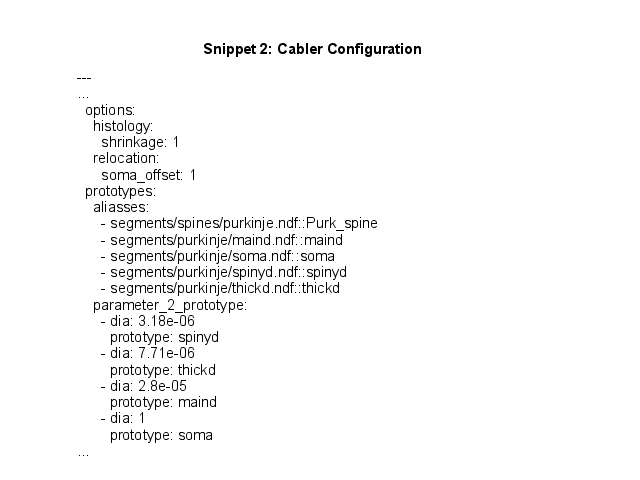 Snippet 2: Cabler Configuration
---
...
  options:
    histology:
      shrinkage: 1
    relocation:
      soma_offset: 1
  prototypes:
    aliasses:
      - segments/spines/purkinje.ndf::Purk_spine
      - segments/purkinje/maind.ndf::maind
      - segments/purkinje/soma.ndf::soma
      - segments/purkinje/spinyd.ndf::spinyd
      - segments/purkinje/thickd.ndf::thickd
    parameter_2_prototype:
      - dia: 3.18e-06
        prototype: spinyd
      - dia: 7.71e-06
        prototype: thickd
      - dia: 2.8e-05
        prototype: maind
      - dia: 1
        prototype: soma
...